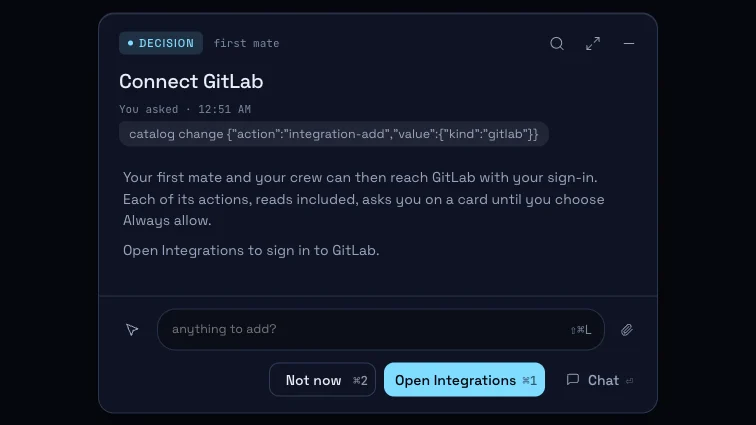 DECISION first mate
Connect GitLab
You asked · 12:51 AM
catalog change {"action":"integration-add","value":{"kind":"gitlab"}}
Your first mate and your crew can then reach GitLab with your sign-in.
Each of its actions, reads included, asks you on a card until you choose
Always allow.
Open Integrations to sign in to GitLab.
anything to add? ⇧⌘L
Not now ⌘2 Open Integrations ⌘1 Chat ⏎